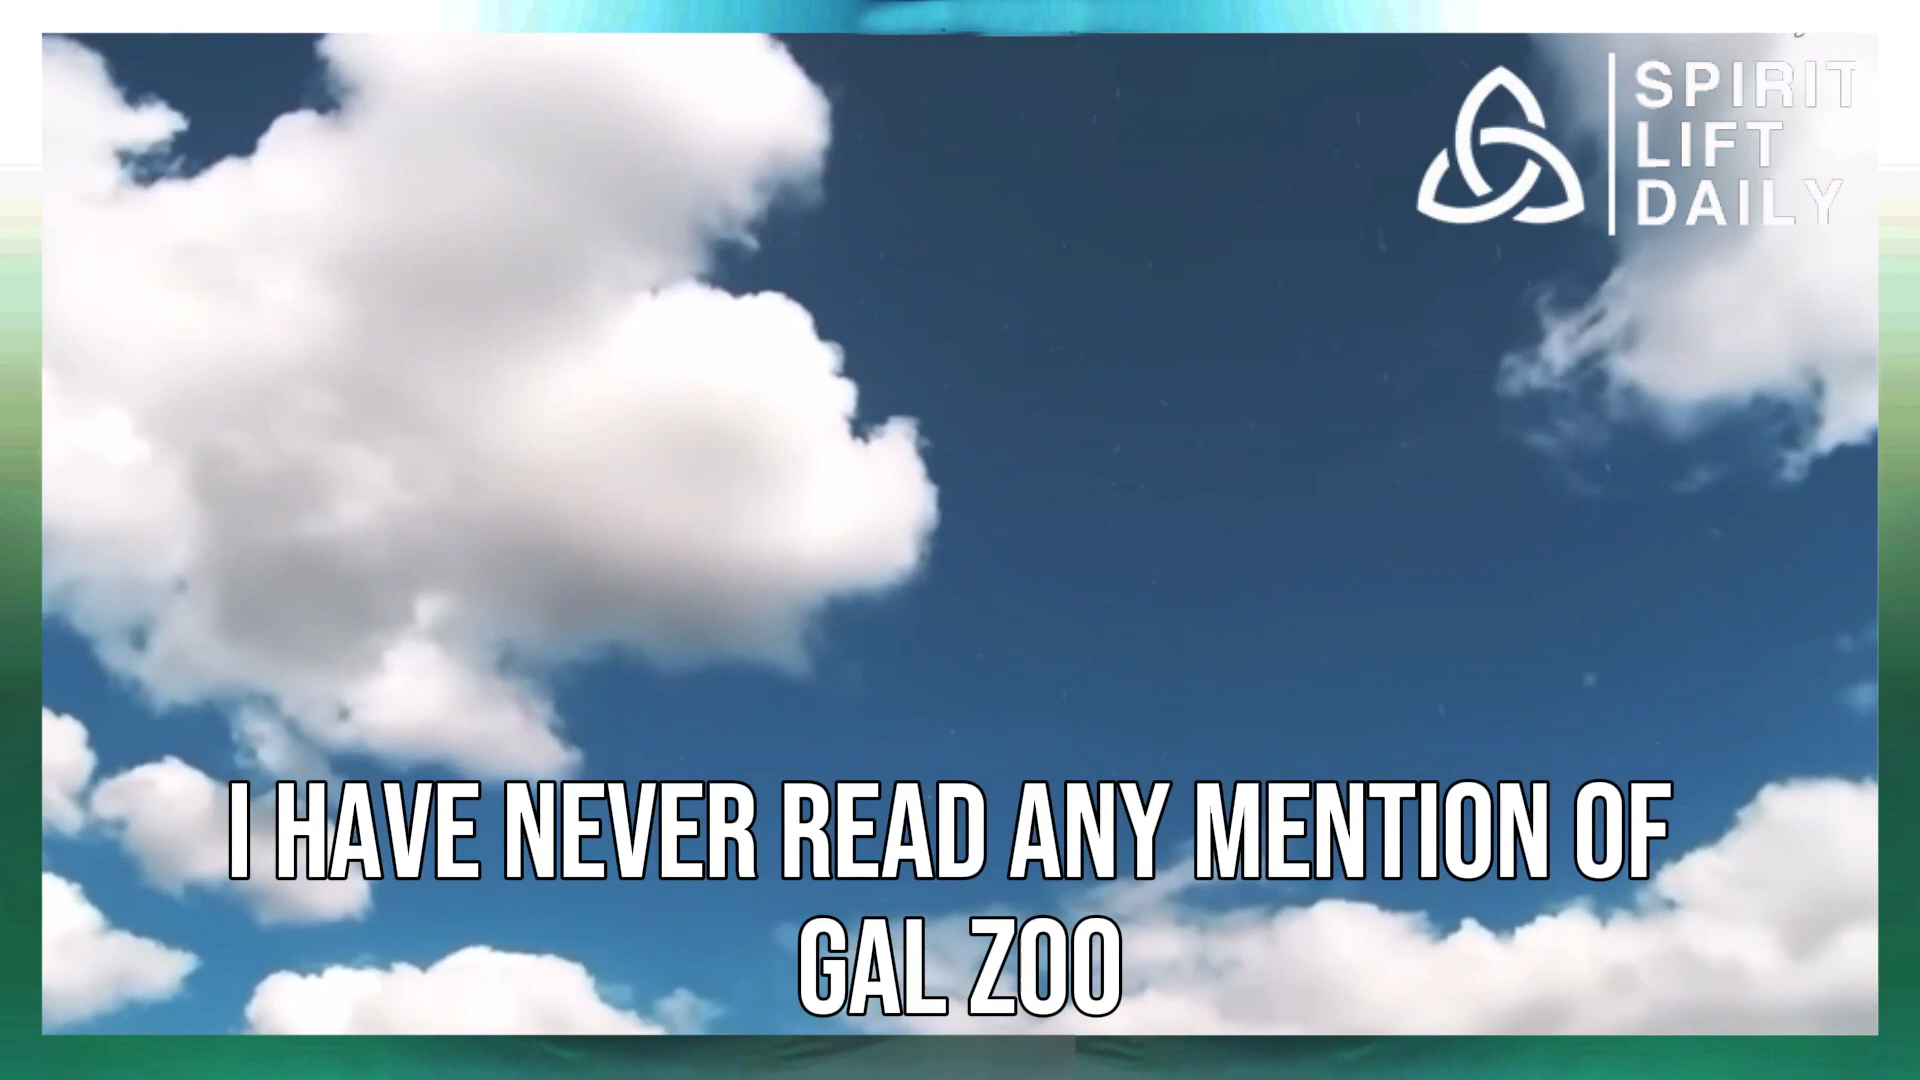 SPIRIT
LIFT
DAILY
I HAVE NEVER READ ANY MENTION OF
GAL ZOO